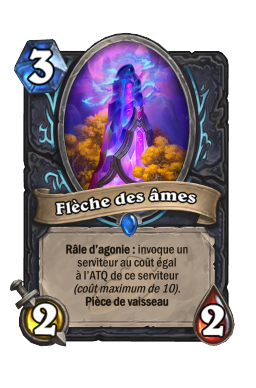 3
Flèche des âmes
Râle d'agonie : invoque un
serviteur au coût égal
à l'ATQ de ce serviteur
(coût maximum de 10).
Pièce de vaisseau
2
2